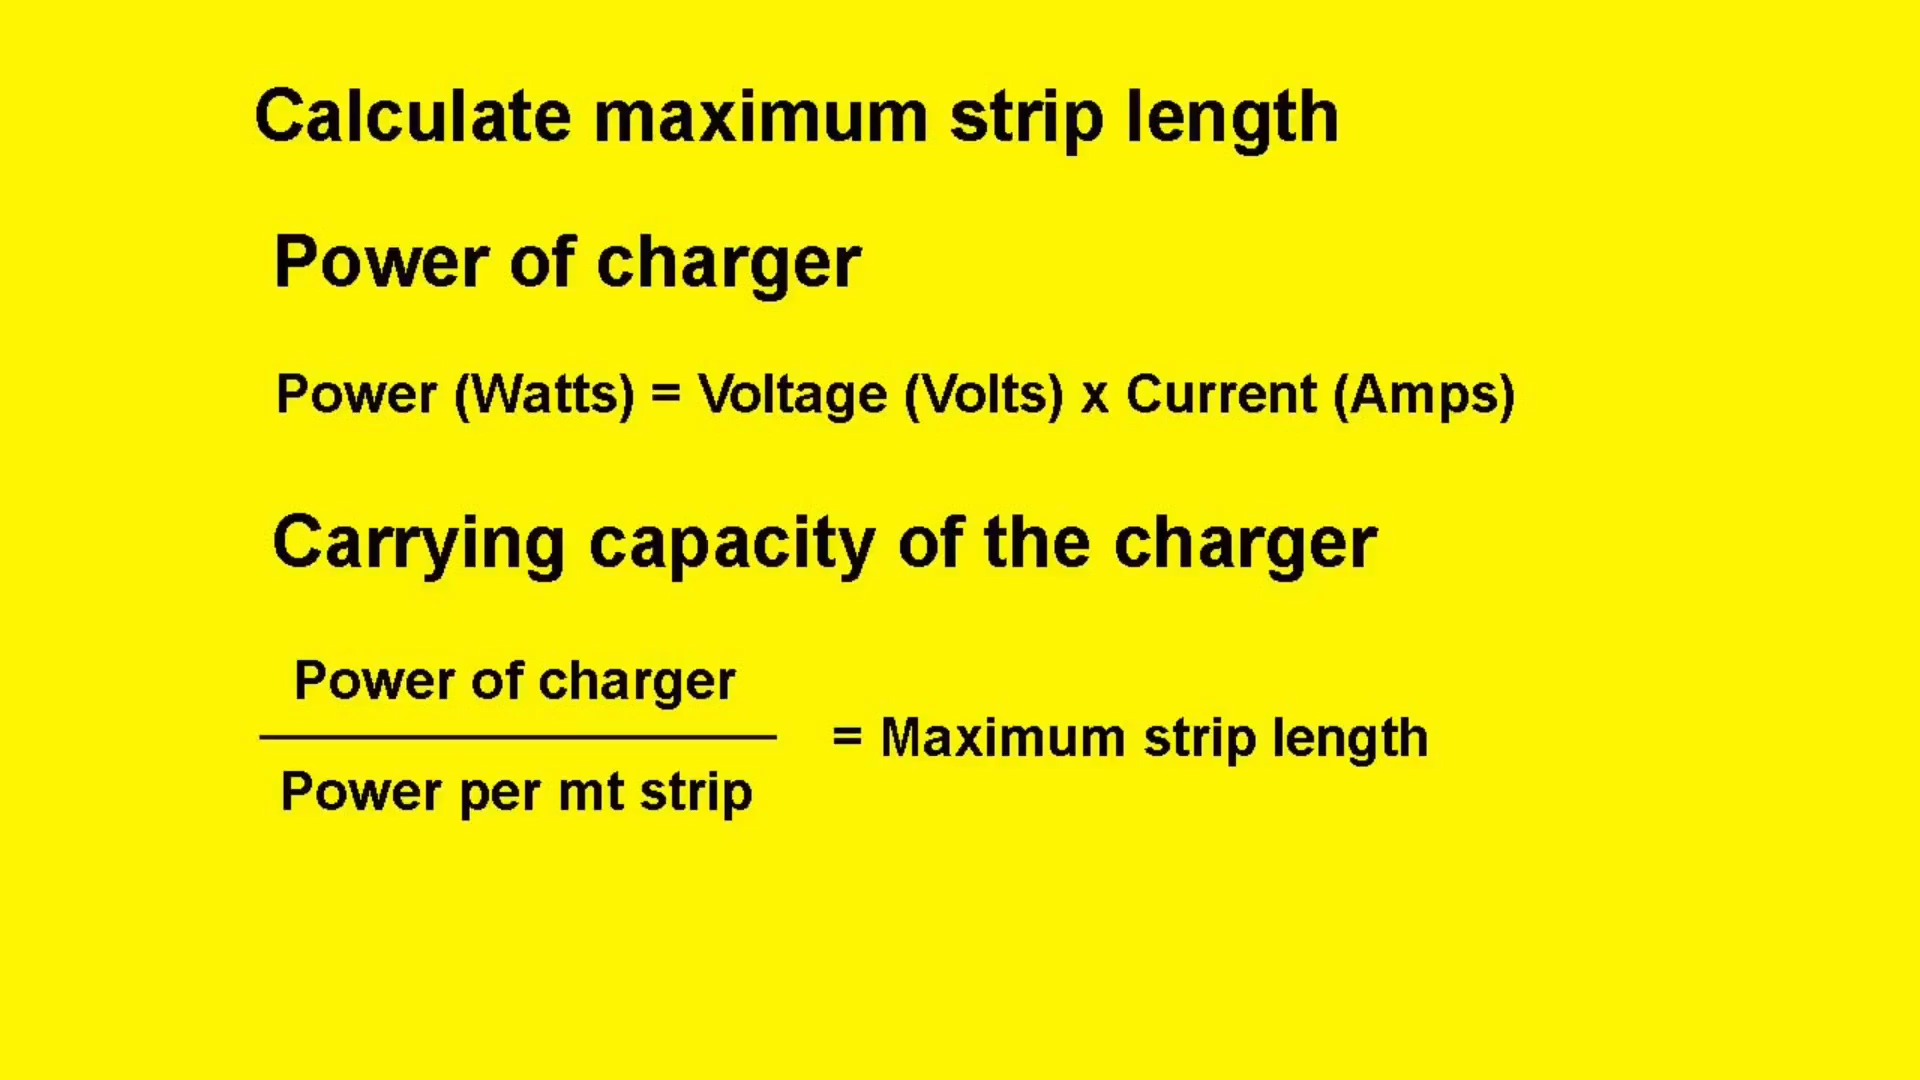 Calculate maximum strip length
Power of charger
Power (Watts) = Voltage (Volts) x Current (Amps)
Carrying capacity of the charger
Power of charger
Power per mt strip
= Maximum strip length